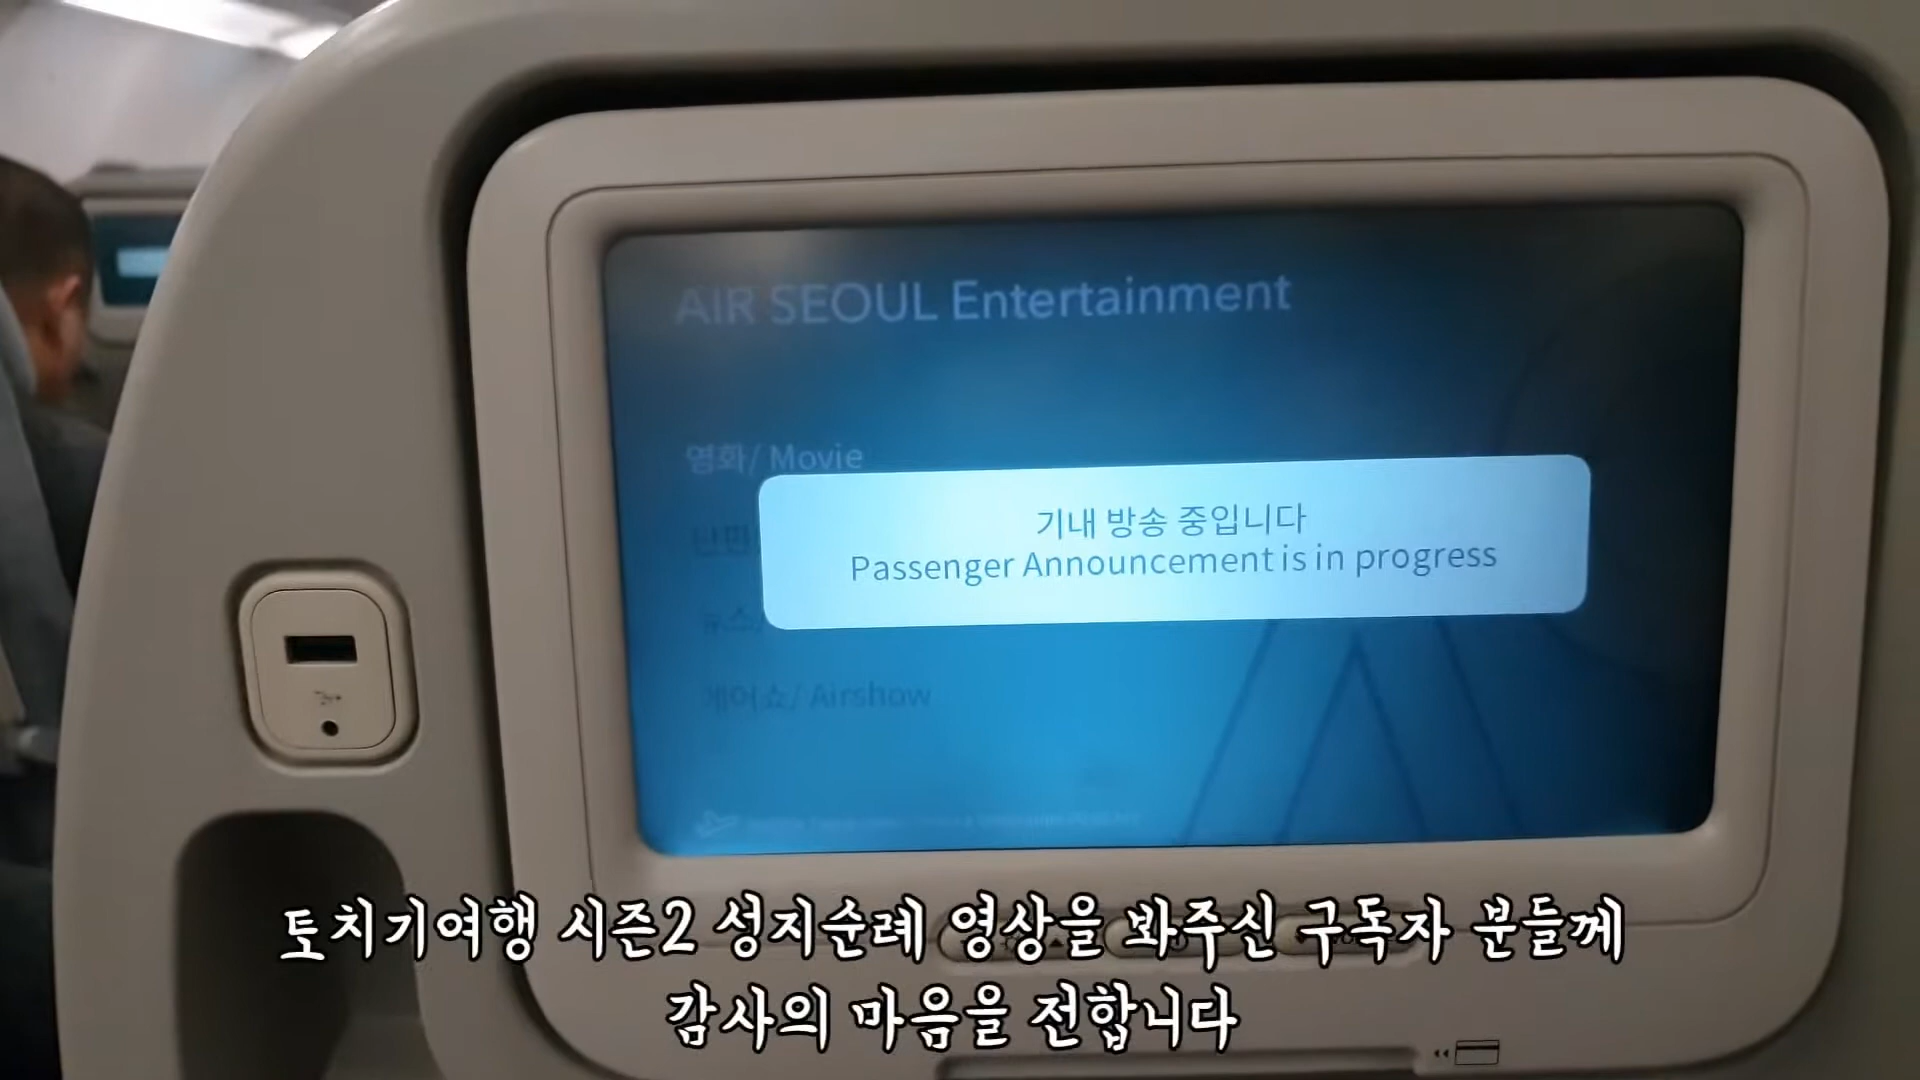 AIR SEOUL Entertainment
영화/ Movie
기내 방송 중입니다
Passenger Announcement is in progress
뉴스/
에어쇼/ Airshow
토치기여행 시즌2 성지순례 영상을 봐주신 구독자 분들께
감사의 마음을 전합니다